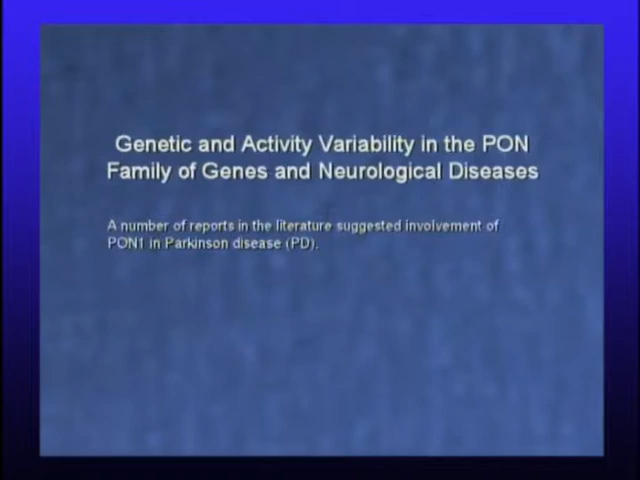 Genetic and Activity Variability in the PON
Family of Genes and Neurological Diseases
A number of reports in the literature suggested involvement of
PON1 in Parkinson disease (PD).